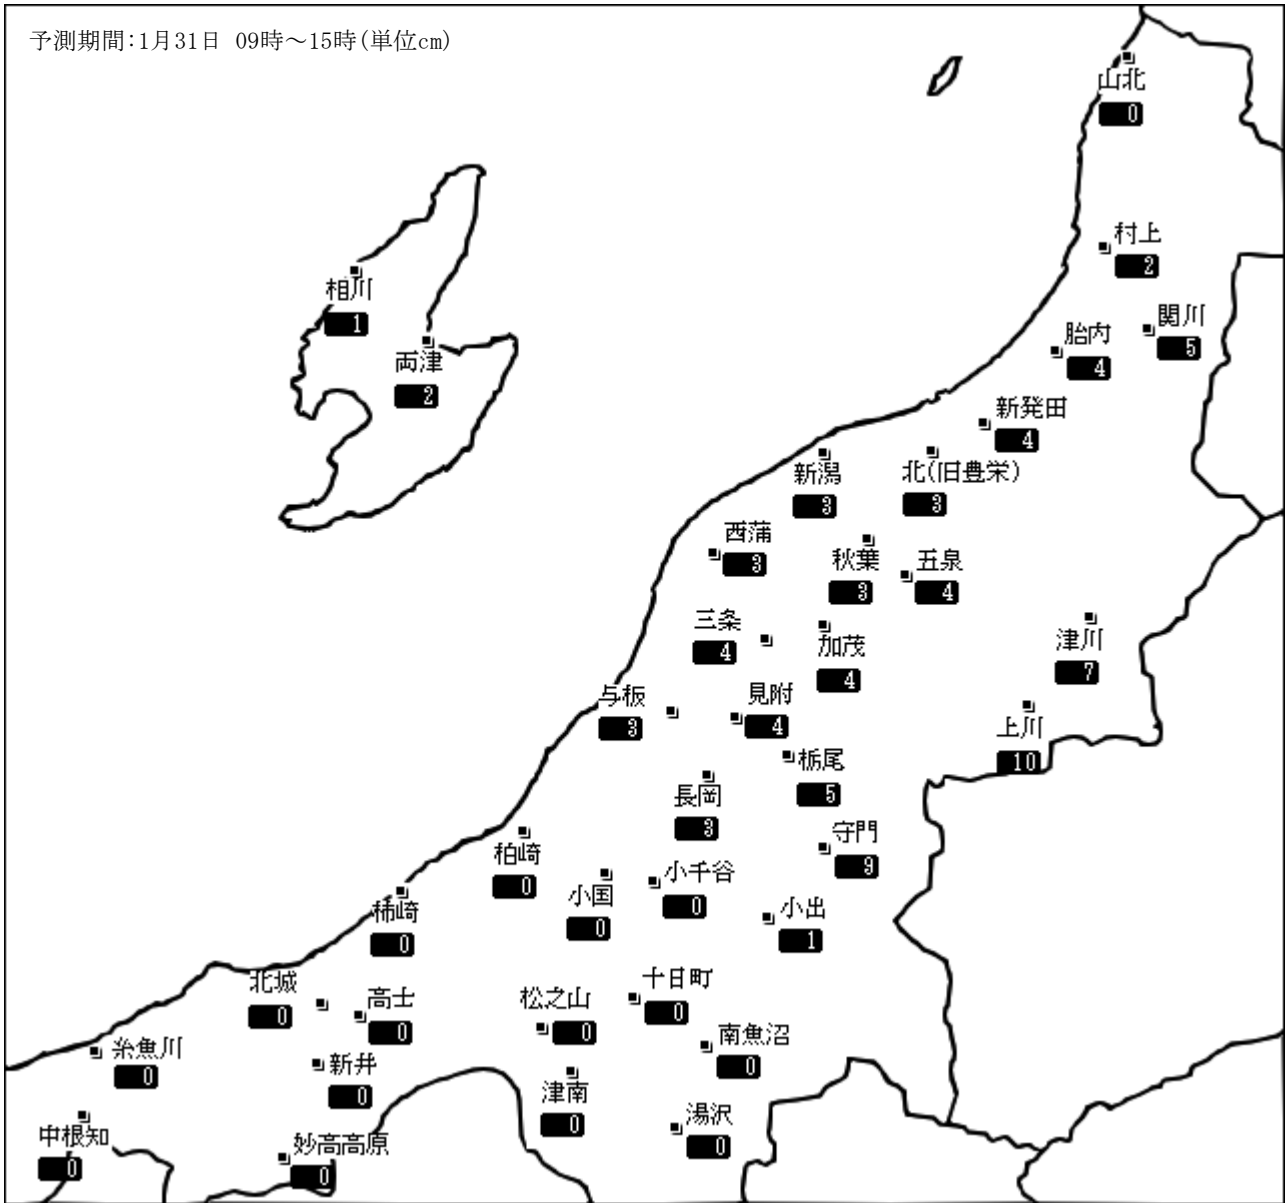 予測期間:1月31日 09時～15時(単位cm)
山北
0
村上
2
関川
5
胎内
4
相川
1
両津
2
新発田
4
新潟
3
北(旧豊栄)
3
西蒲
3
秋葉
3
五泉
4
三条
4
加茂
4
津川
7
与板
3
見附
4
上川
10
栃尾
5
長岡
3
守門
9
柏崎
0
小国
0
小千谷
0
小出
1
柿崎
0
北城
0
高士
0
松之山
0
十日町
0
南魚沼
0
糸魚川
0
新井
0
津南
0
湯沢
0
中根知
0
妙高高原
0